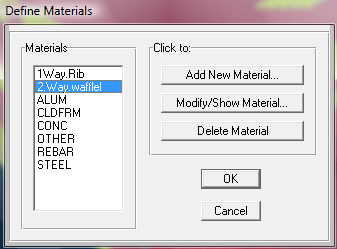 Define Materials
Materials
1Way.Rib
2.Way.wafflel
ALUM
CLDFRM
CONC
OTHER
REBAR
STEEL
Click to:
Add New Material...
Modify/Show Material...
Delete Material
OK
Cancel